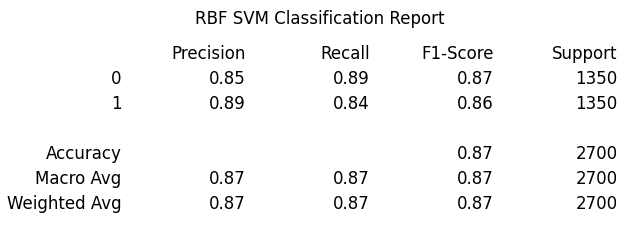 RBF SVM Classification Report
Precision Recall F1-Score Support
0 0.85 0.89 0.87 1350
1 0.89 0.84 0.86 1350
Accuracy 0.87 2700
Macro Avg 0.87 0.87 0.87 2700
Weighted Avg 0.87 0.87 0.87 2700